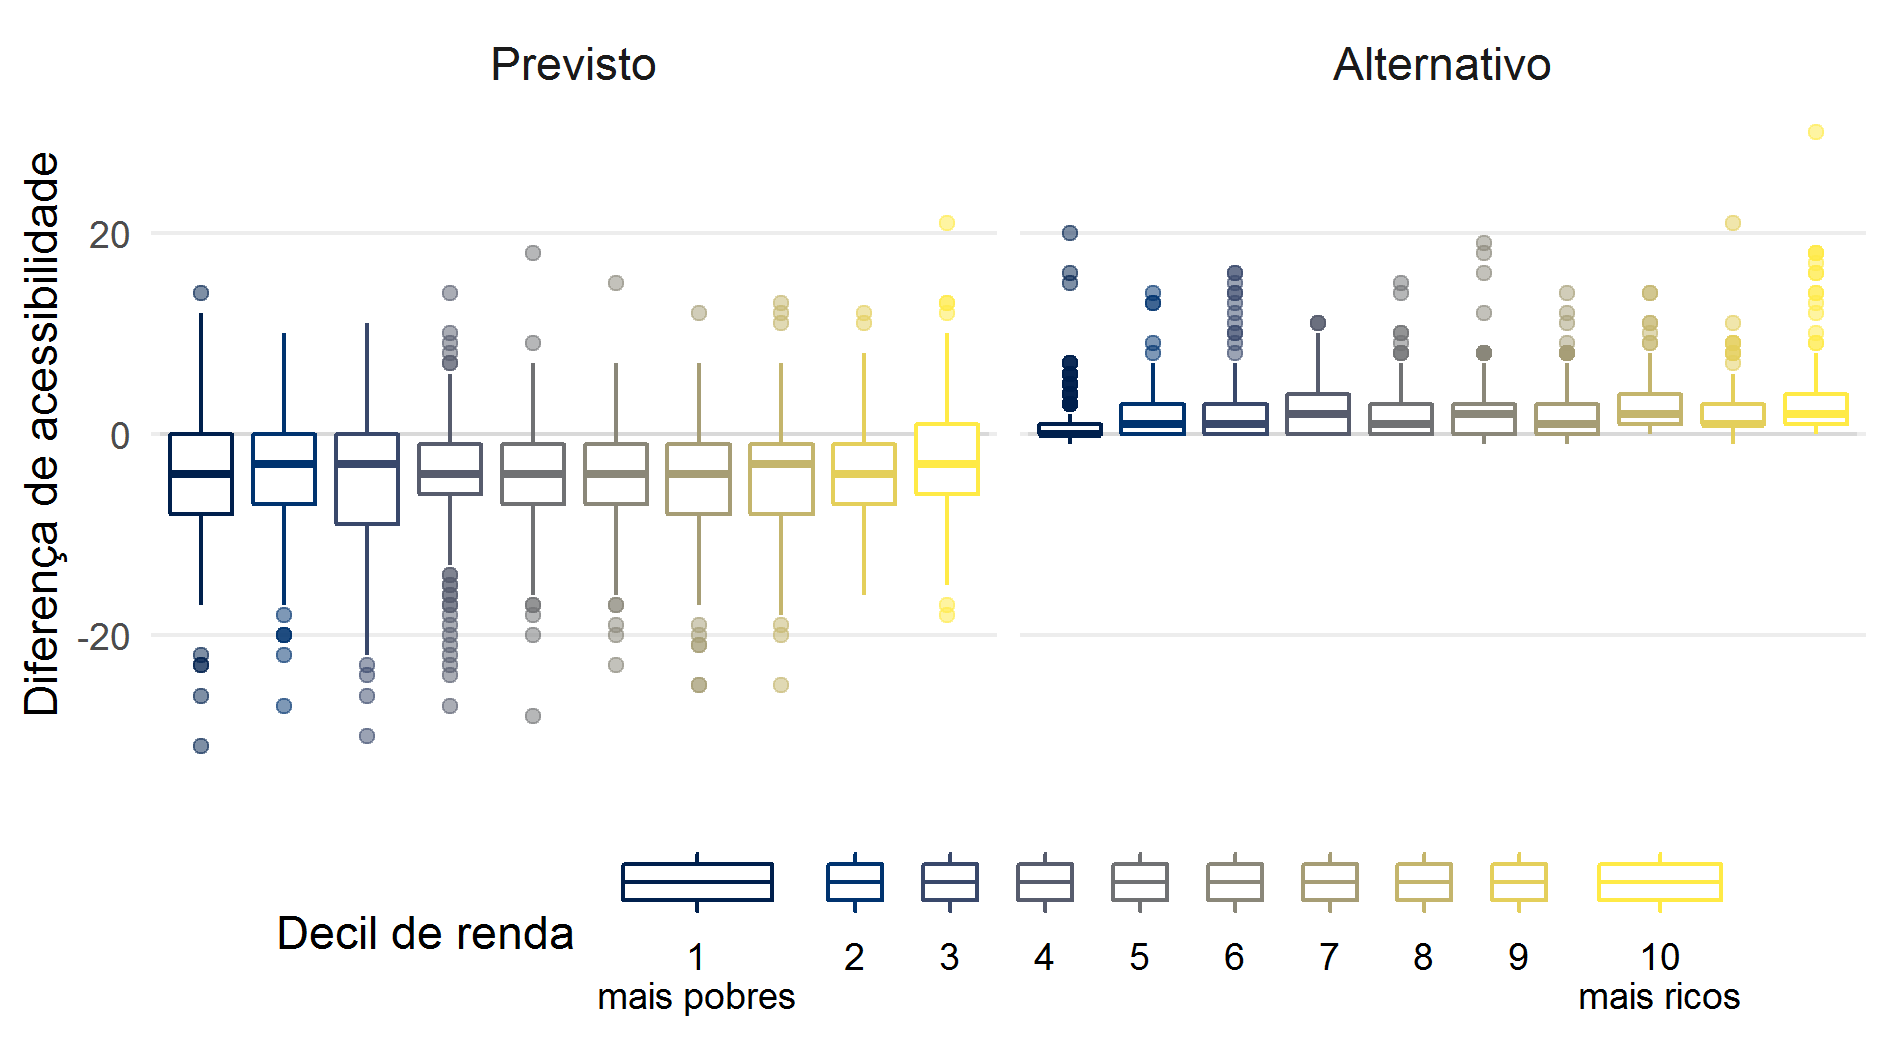 Previsto
Alternativo
Diferença de acessibilidade
20
0
-20
Decil de renda
1
mais pobres
2
3
4
5
6
7
8
9
10
mais ricos